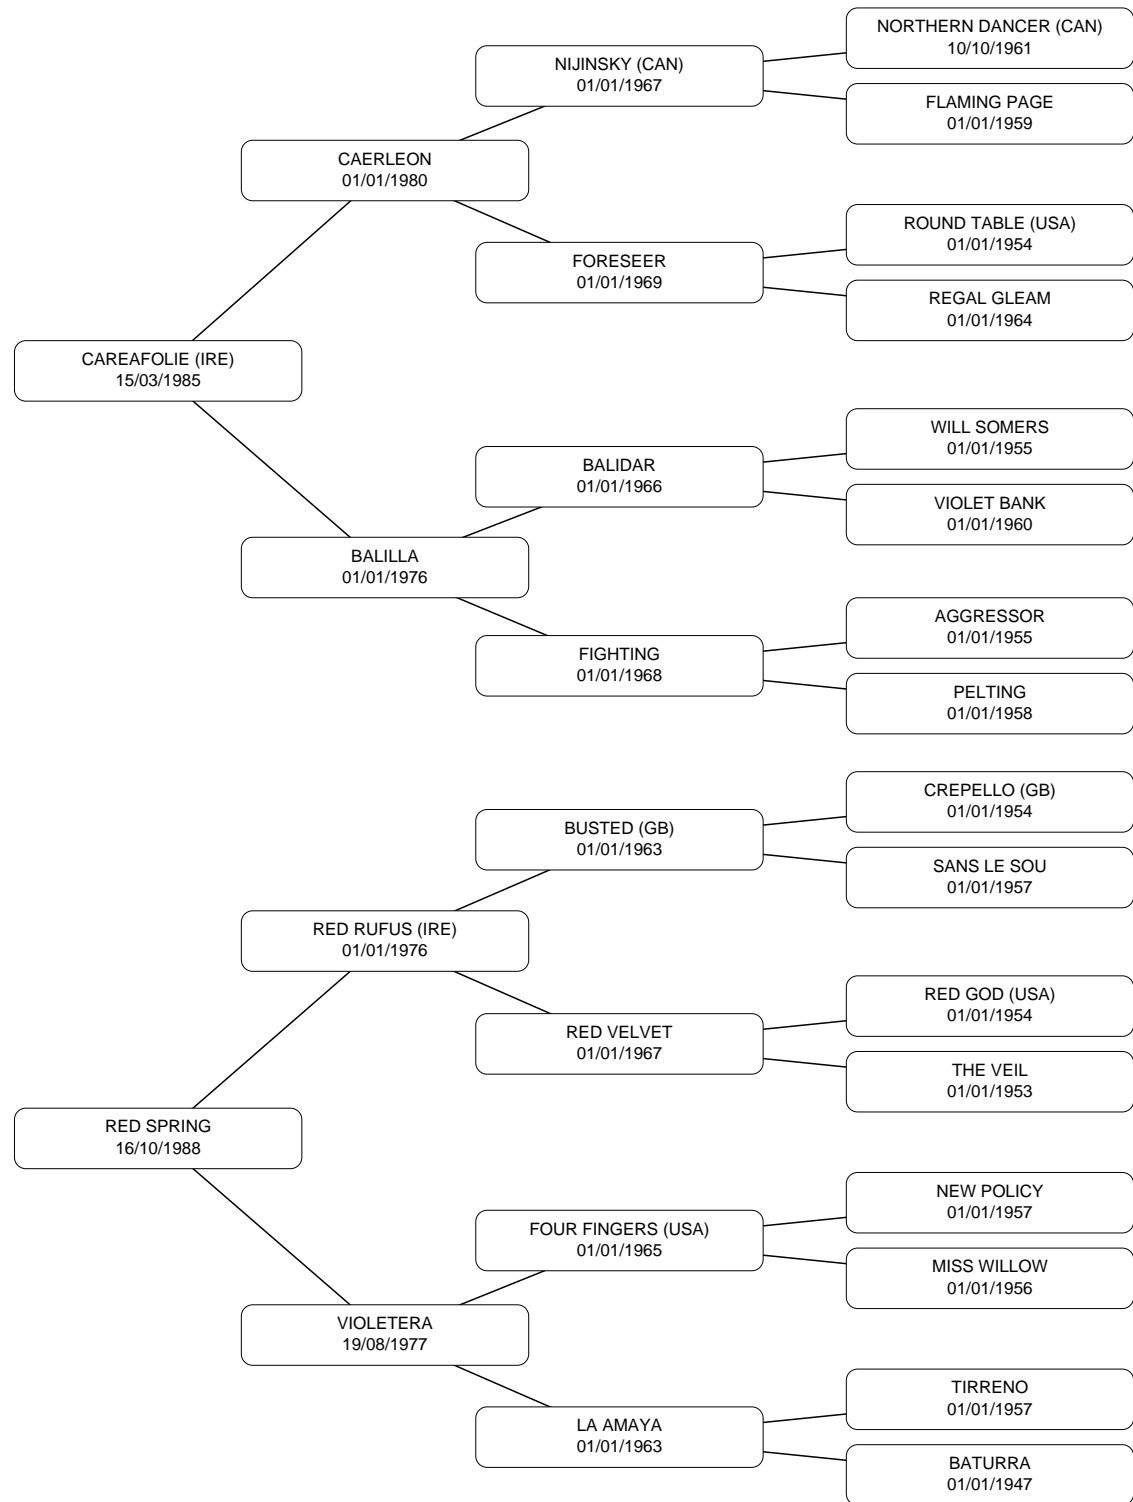 NORTHERN DANCER (CAN)
10/10/1961
NIJINSKY (CAN)
01/01/1967
FLAMING PAGE
01/01/1959
CAERLEON
01/01/1980
ROUND TABLE (USA)
01/01/1954
FORESEER
01/01/1969
REGAL GLEAM
01/01/1964
CAREAFOLIE (IRE)
15/03/1985
WILL SOMERS
01/01/1955
BALIDAR
01/01/1966
VIOLET BANK
01/01/1960
BALILLA
01/01/1976
AGGRESSOR
01/01/1955
FIGHTING
01/01/1968
PELTING
01/01/1958
CREPELLO (GB)
01/01/1954
BUSTED (GB)
01/01/1963
SANS LE SOU
01/01/1957
RED RUFUS (IRE)
01/01/1976
RED GOD (USA)
01/01/1954
RED VELVET
01/01/1967
THE VEIL
01/01/1953
RED SPRING
16/10/1988
NEW POLICY
01/01/1957
FOUR FINGERS (USA)
01/01/1965
MISS WILLOW
01/01/1956
VIOLETERA
19/08/1977
TIRRENO
01/01/1957
LA AMAYA
01/01/1963
BATURRA
01/01/1947